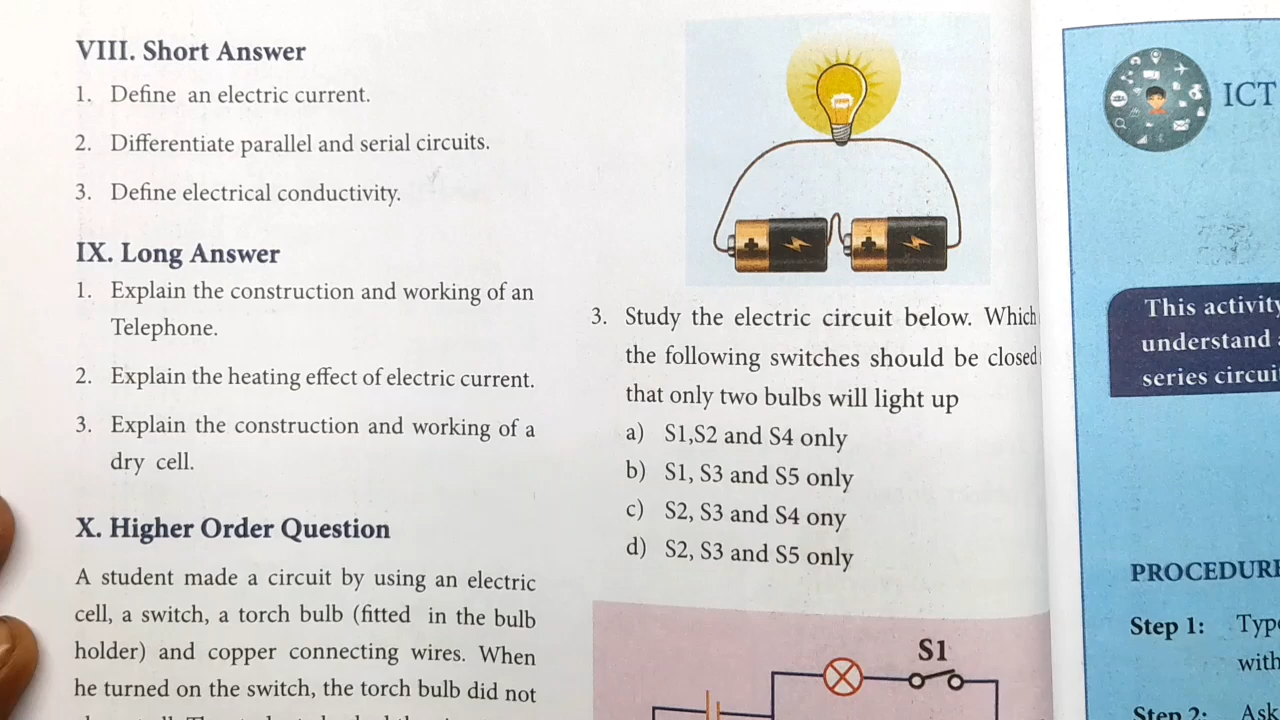 VIII. Short Answer
1. Define an electric current.
2. Differentiate parallel and serial circuits.
3. Define electrical conductivity.
IX. Long Answer
1. Explain the construction and working of an
Telephone.
2. Explain the heating effect of electric current.
3. Explain the construction and working of a
dry cell.
X. Higher Order Question
A student made a circuit by using an electric
cell, a switch, a torch bulb (fitted in the bulb
holder) and copper connecting wires. When
he turned on the switch, the torch bulb did not
3. Study the electric circuit below. Which
the following switches should be closed
that only two bulbs will light up
a) S1,S2 and S4 only
b) S1, S3 and S5 only
c) S2, S3 and S4 ony
d) S2, S3 and S5 only
S1
ICT
This activity
understand
series circui
PROCEDURE
Step 1: Type
with
Step 2: Ask